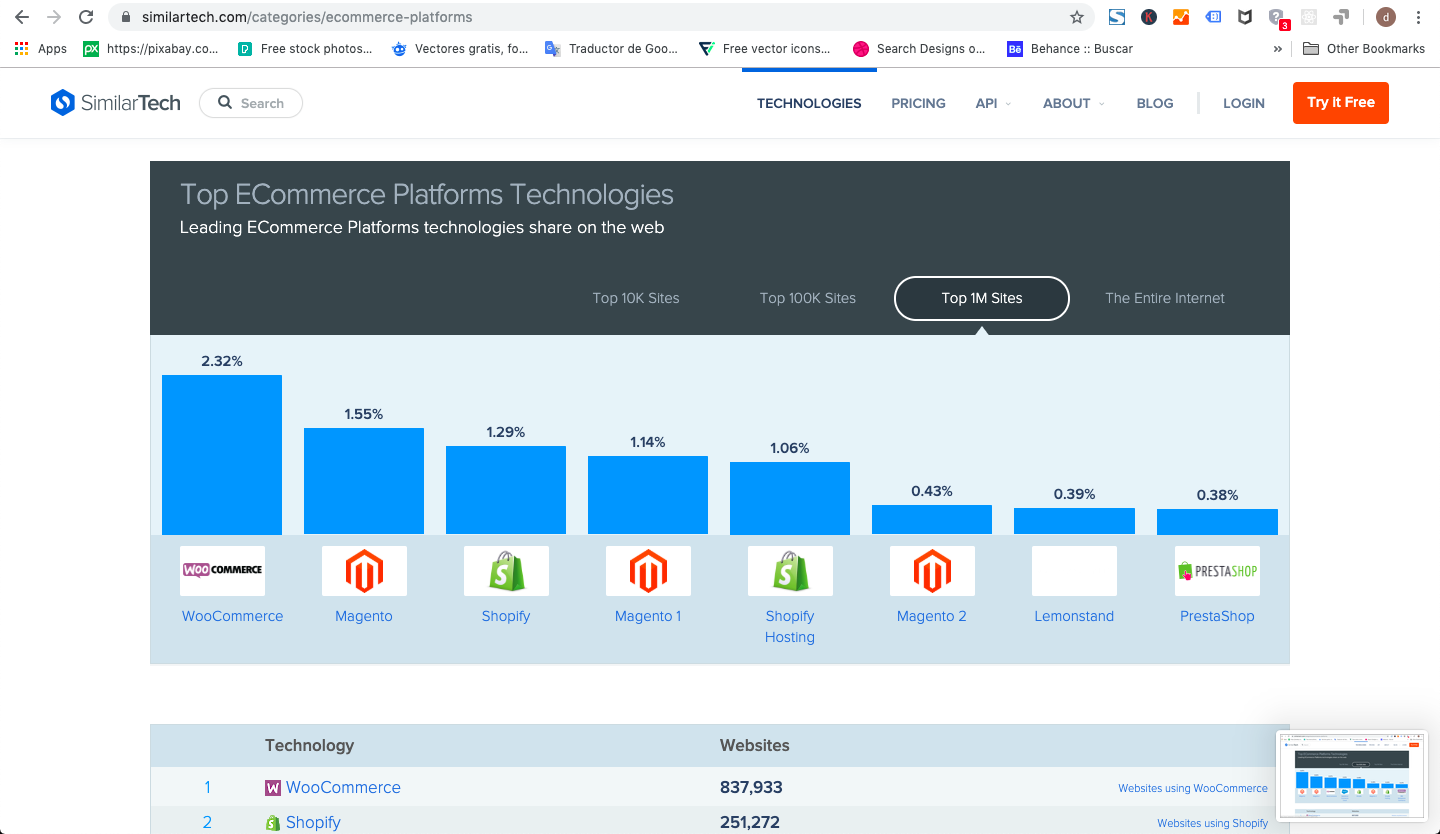 similartech.com/categories/ecommerce-platforms
3
d
Apps
https://pixabay.co...
Free stock photos...
Vectores gratis, fo...
Traductor de Goo...
Free vector icons...
Search Designs o...
Behance :: Buscar
»
Other Bookmarks
SimilarTech
Search
TECHNOLOGIES
PRICING
API
ABOUT
BLOG
LOGIN
Try it Free
Top ECommerce Platforms Technologies
Leading ECommerce Platforms technologies share on the web
Top 10K Sites
Top 100K Sites
Top 1M Sites
The Entire Internet
2.32%
1.55%
1.29%
1.14%
1.06%
0.43%
0.39%
0.38%
WOO COMMERCE
PRESTASHOP
WooCommerce
Magento
Shopify
Magento 1
Shopify
Hosting
Magento 2
Lemonstand
PrestaShop
Technology
Websites
1
WooCommerce
837,933
Websites using WooCommerce
2
Shopify
251,272
Websites using Shopify